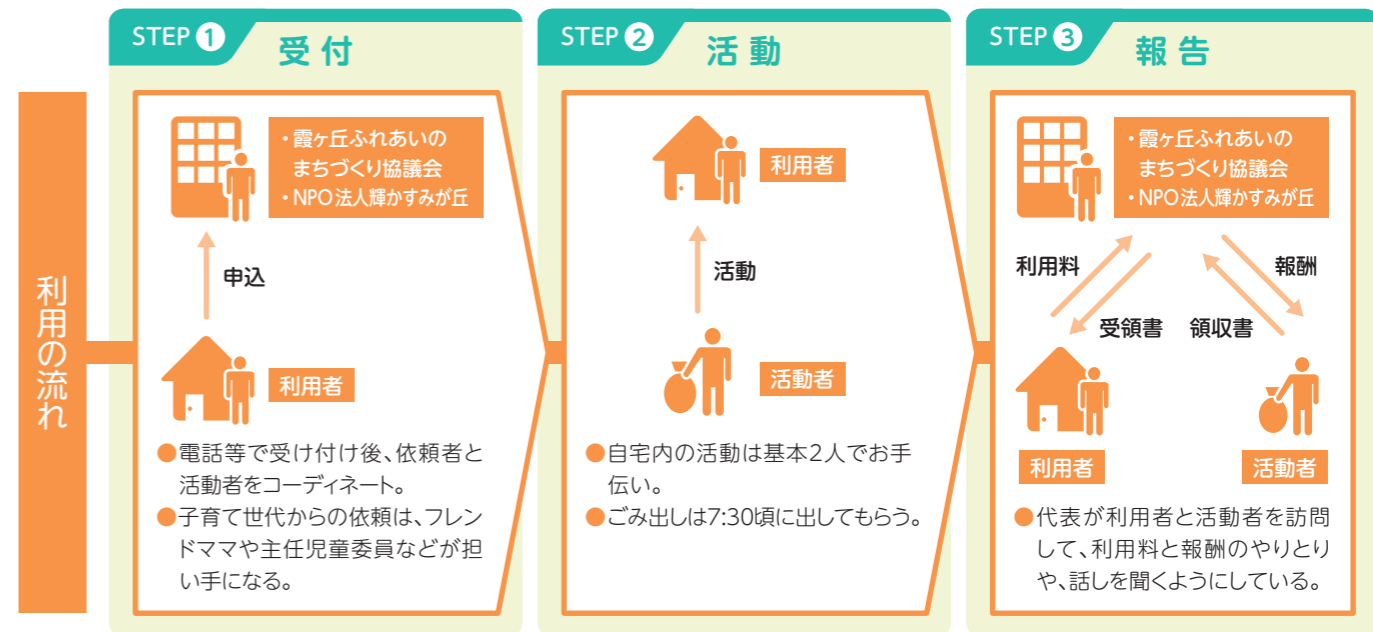 利用の流れ
STEP 1
受付
・霞ヶ丘ふれあいの
まちづくり協議会
・NPO法人輝かすみが丘
申込
利用者
●電話等で受け付け後、依頼者と
活動者をコーディネート。
●子育て世代からの依頼は、フレン
ドママや主任児童委員などが担
い手になる。
STEP 2
活動
利用者
活動
活動者
●自宅内の活動は基本2人でお手
伝い。
●ごみ出しは7:30頃に出してもらう。
STEP 3
報告
・霞ヶ丘ふれあいの
まちづくり協議会
・NPO法人輝かすみが丘
利用料
報酬
受領書
領収書
利用者
活動者
●代表が利用者と活動者を訪問
して、利用料と報酬のやりとり
や、話しを聞くようにしている。